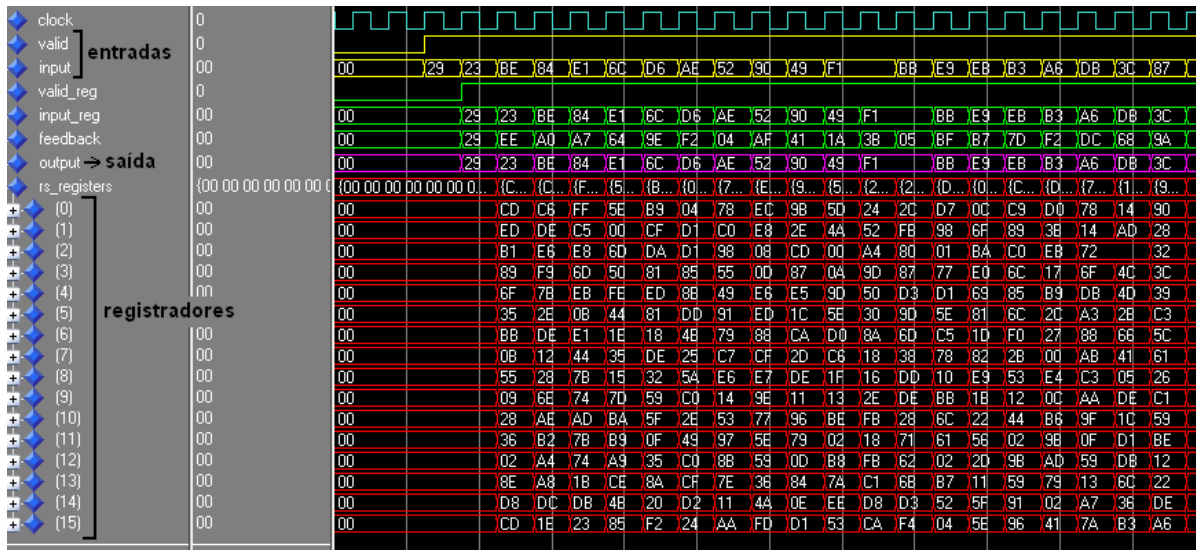 clock 0
valid 0
entradas
input 00 00 29 23 BE 84 E1 6C D6 AE 52 90 49 F1 BB E9 EB B3 A6 DB 3C 87
valid_reg 0
input_reg 00 00 29 23 BE 84 E1 6C D6 AE 52 90 49 F1 BB E9 EB B3 A6 DB 3C
feedback 00 00 29 EE A0 A7 64 9E F2 04 AF 41 1A 3B 05 BF B7 7D F2 DC 68 9A
output → saída 00 00 29 23 BE 84 E1 6C D6 AE 52 90 49 F1 BB E9 EB B3 A6 DB 3C
rs_registers {00 00 00 00 00 00 0 {00 00 00 00 00 00 0... {C... {C... {F... {5... {B... {0... {7... {E... {9... {5... {2... {2... {D... {0... {C... {D... {7... {1... {9...
(0) 00 00 CD C6 FF 5E B9 04 78 EC 9B 5D 24 2C D7 0C C9 D0 78 14 90
(1) 00 00 ED DE C5 00 CF D1 C0 E8 2E 4A 52 FB 98 6F 89 3B 14 AD 28
(2) 00 00 B1 E6 E8 6D DA D1 98 08 CD 00 A4 80 01 BA C0 EB 72 32
(3) 00 00 89 F9 6D 50 81 85 55 0D 87 0A 9D 87 77 E0 6C 17 6F 4C 3C
(4) 00 00 6F 7B EB FE ED 8B 49 E6 E5 9D 50 D3 D1 69 85 B9 DB 4D 39
registradores
(5) 00 35 2E 0B 44 81 DD 91 ED 1C 5E 30 9D 5E 81 6C 2C A3 2B C3
(6) 00 00 BB DE E1 1E 18 4B 79 88 CA D0 8A 6D C5 1D F0 27 88 66 5C
(7) 00 00 0B 12 44 35 DE 25 C7 CF 2D C6 18 38 78 82 2B 00 AB 41 61
(8) 00 00 55 28 7B 15 32 5A E6 E7 DE 1F 16 DD 10 E9 53 E4 C3 05 26
(9) 00 00 09 6E 74 7D 59 C0 14 9E 11 13 2E DE BB 1B 12 0C AA DE C1
(10) 00 00 28 AE AD BA 5F 2E 53 77 96 BE FB 28 6C 22 44 B6 9F 1C 59
(11) 00 00 36 B2 7B B9 0F 49 97 5E 79 02 18 71 61 56 02 9B 0F D1 BE
(12) 00 00 02 A4 74 A9 35 C0 8B 59 0D B8 FB 62 02 2D 9B AD 59 DB 12
(13) 00 00 8E A8 1B CE 8A CF 7E 36 84 7A C1 6B B7 11 59 79 13 6C 22
(14) 00 00 D8 DC DB 4B 20 D2 11 4A 0E EE D8 D3 52 5F 91 02 A7 36 DE
(15) 00 00 CD 1E 23 85 F2 24 AA FD D1 53 CA F4 04 5E 96 41 7A B3 A6